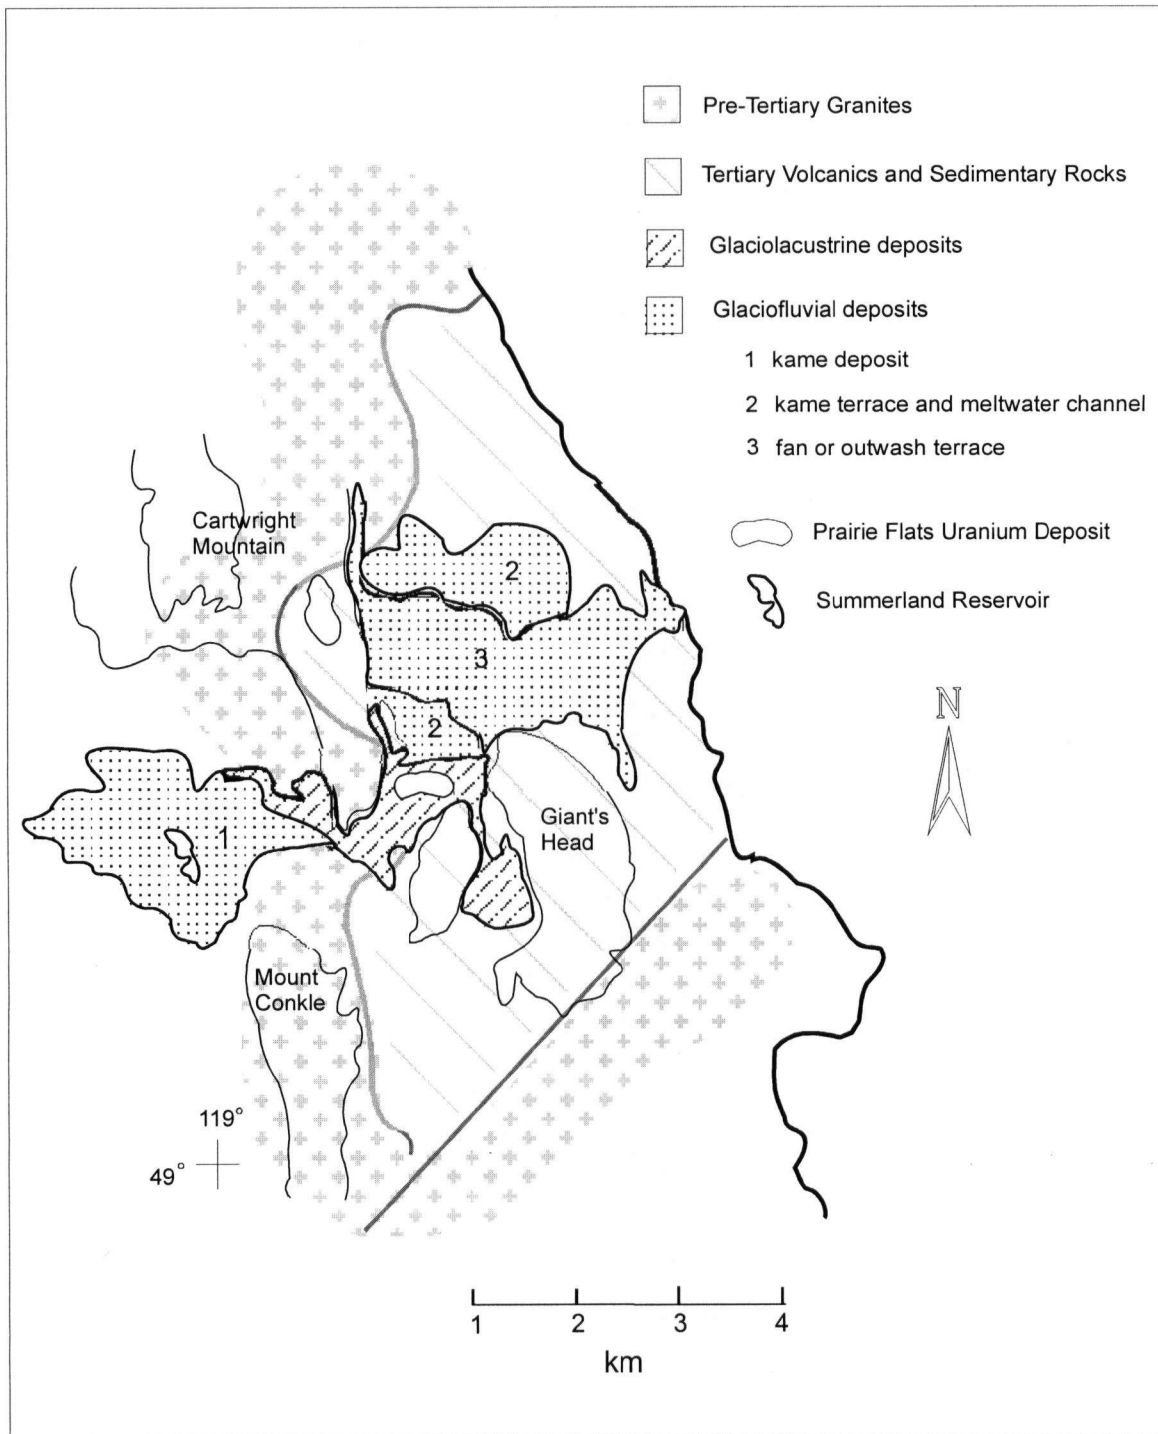 Pre-Tertiary Granites
Tertiary Volcanics and Sedimentary Rocks
Glaciolacustrine deposits
Glaciofluvial deposits
1 kame deposit
2 kame terrace and meltwater channel
3 fan or outwash terrace
Prairie Flats Uranium Deposit
Summerland Reservoir
Cartwright
Mountain
2
3
2
N
Giant's
Head
1
Mount
Conkle
119°
49°
1 2 3 4
km